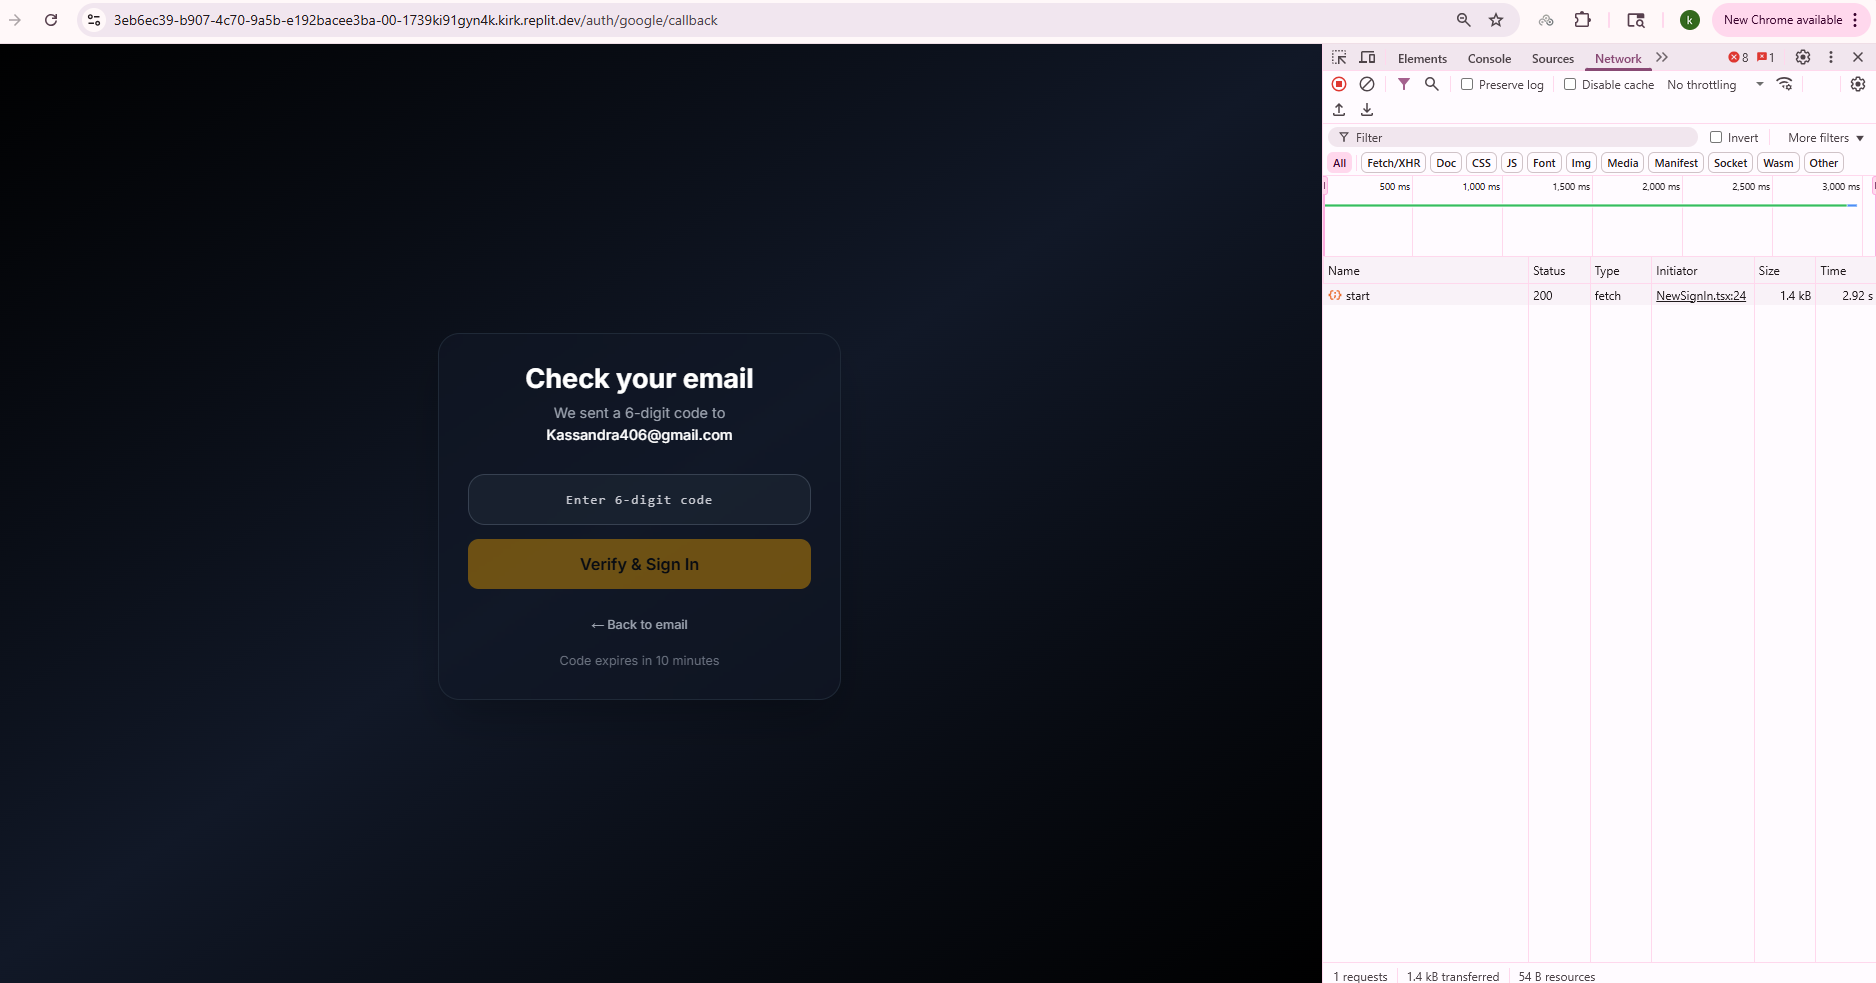 3eb6ec39-b907-4c70-9a5b-e192bacee3ba-00-1739ki91gyn4k.kirk.replit.dev/auth/google/callback
k
New Chrome available
Check your email
We sent a 6-digit code to
Kassandra406@gmail.com
Enter 6-digit code
Verify & Sign In
← Back to email
Code expires in 10 minutes
Elements Console Sources Network 8 1
Preserve log Disable cache No throttling
Filter Invert More filters
All Fetch/XHR Doc CSS JS Font Img Media Manifest Socket Wasm Other
500 ms 1,000 ms 1,500 ms 2,000 ms 2,500 ms 3,000 ms
Name Status Type Initiator Size Time
start 200 fetch NewSignIn.tsx:24 1.4 kB 2.92 s
1 requests 1.4 kB transferred 54 B resources